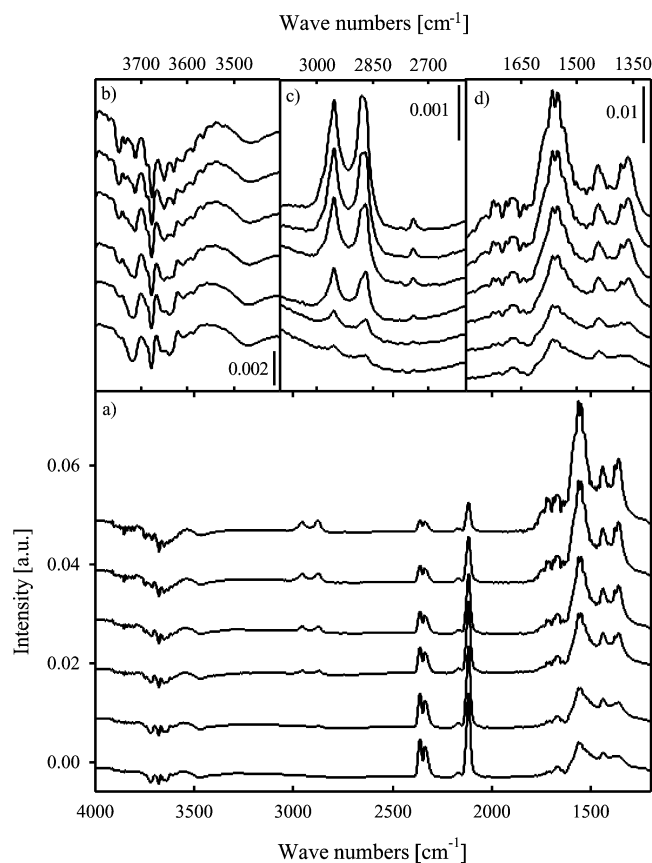 Wave numbers [cm-1]
3700 3600 3500 3000 2850 2700 1650 1500 1350
b) c) d)
0.001 0.01
0.002
a)
0.06
0.04
0.02
0.00
Intensity [a.u.]
4000 3500 3000 2500 2000 1500
Wave numbers [cm-1]